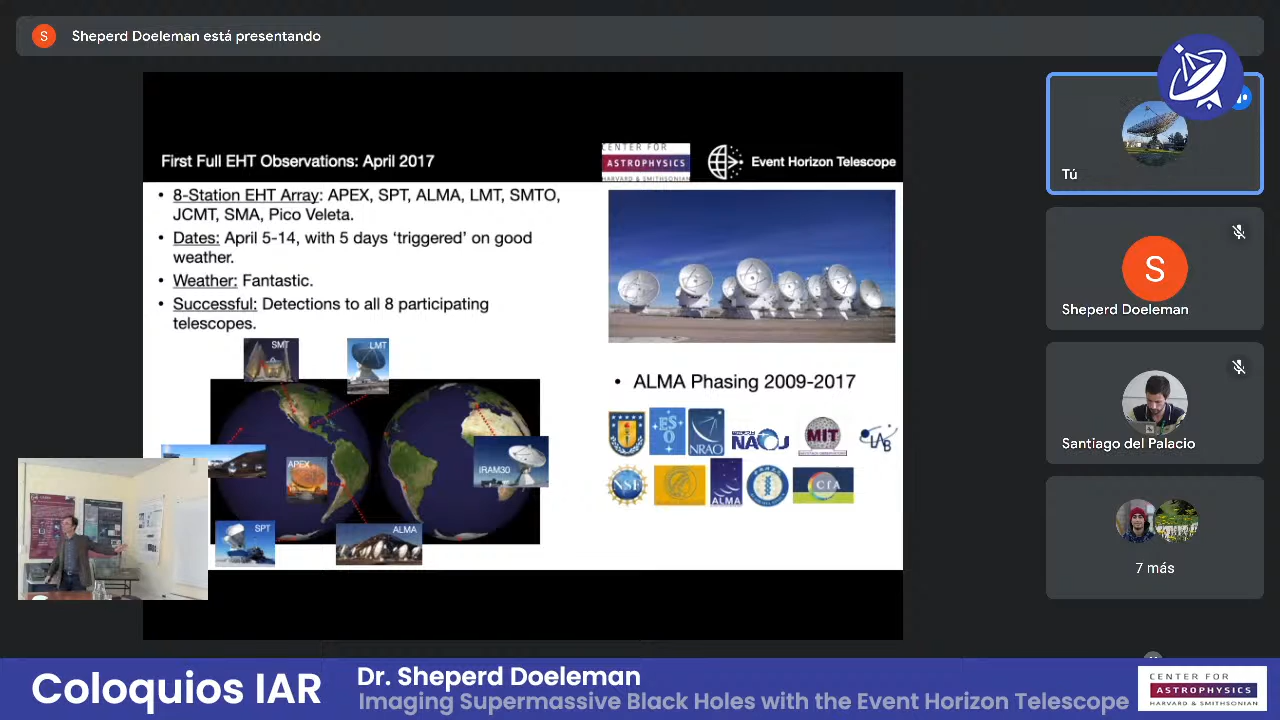 S
Sheperd Doeleman está presentando
First Full EHT Observations: April 2017
CENTER FOR
ASTROPHYSICS
HARVARD & SMITHSONIAN
Event Horizon Telescope
• 8-Station EHT Array: APEX, SPT, ALMA, LMT, SMTO,
JCMT, SMA, Pico Veleta.
• Dates: April 5-14, with 5 days ‘triggered’ on good
weather.
• Weather: Fantastic.
• Successful: Detections to all 8 participating
telescopes.
SMT
LMT
APEX
IRAM30
SPT
ALMA
• ALMA Phasing 2009-2017
ESO
NRAO
NAOJ
MIT
LAB
NSF
ALMA
CfA
Tú
S
Sheperd Doeleman
Santiago del Palacio
7 más
Coloquios IAR
Dr. Sheperd Doeleman
Imaging Supermassive Black Holes with the Event Horizon Telescope
CENTER FOR
ASTROPHYSICS
HARVARD & SMITHSONIAN